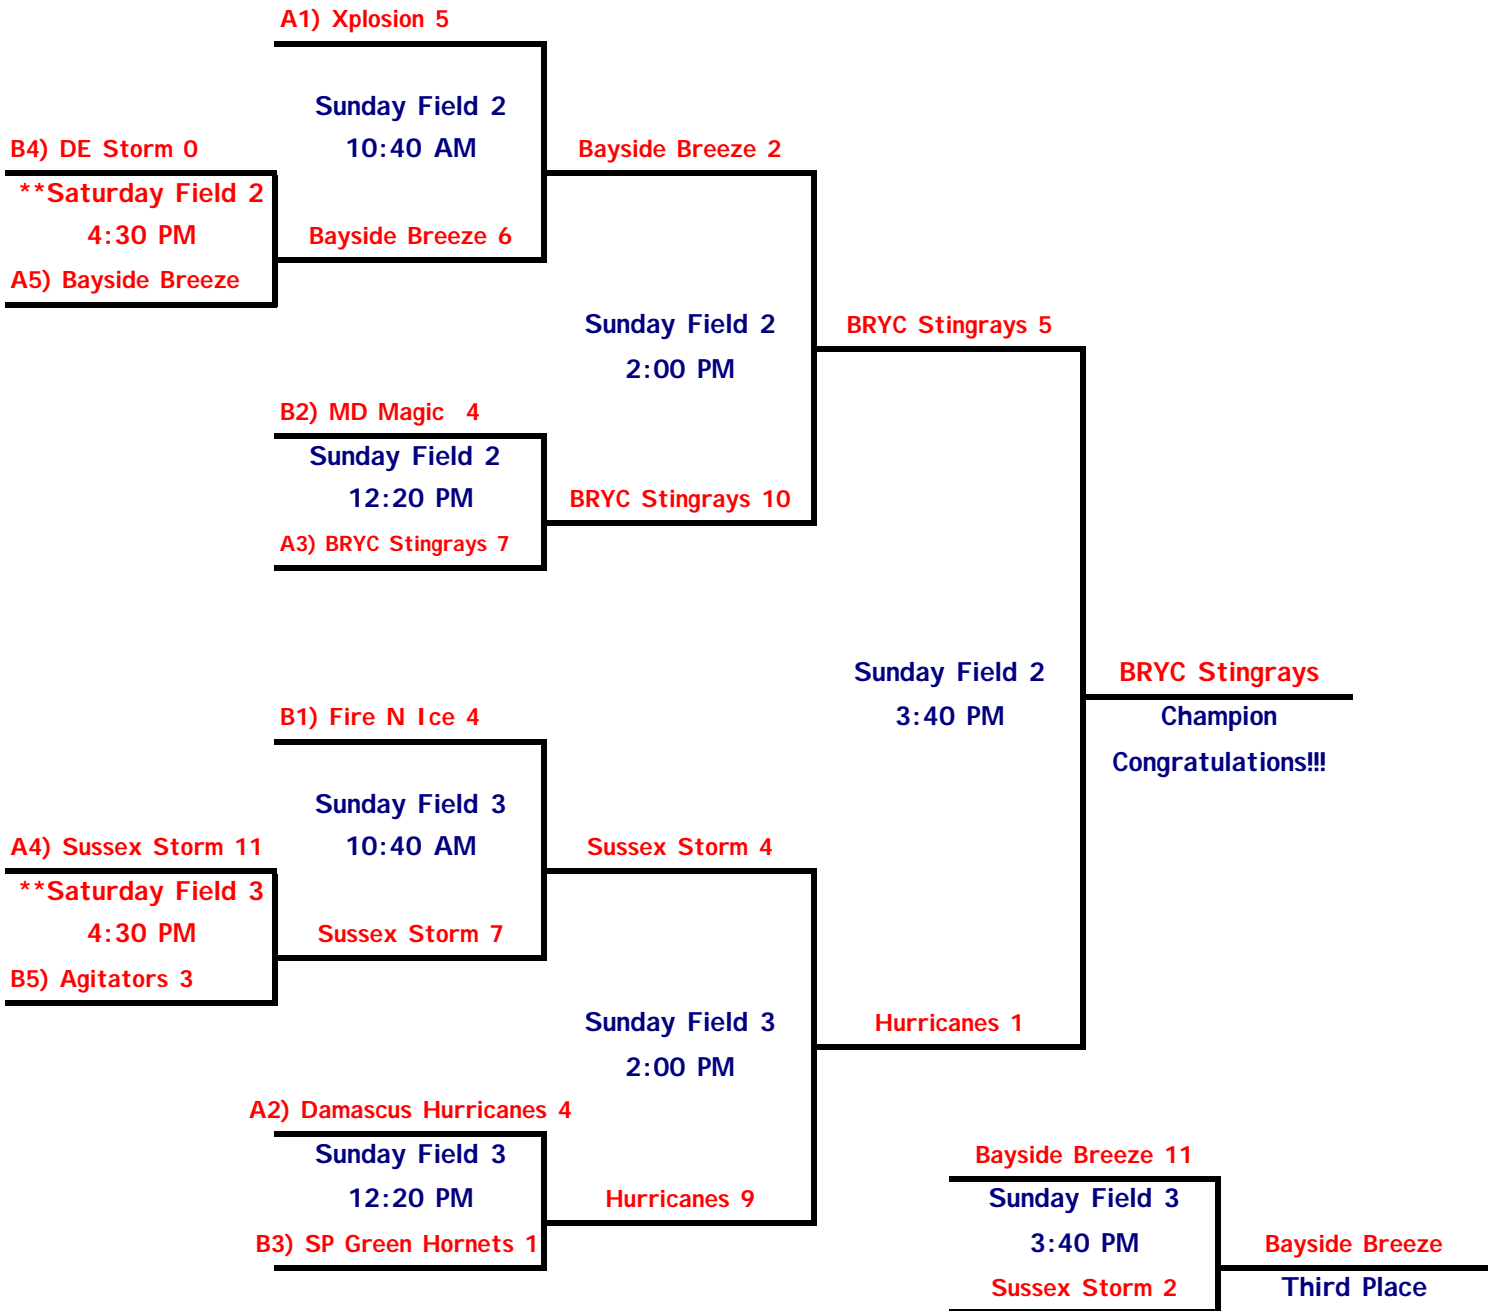 A1) Xplosion 5
Sunday Field 2
10:40 AM
B4) DE Storm 0
Bayside Breeze 2
**Saturday Field 2
4:30 PM
Bayside Breeze 6
A5) Bayside Breeze
Sunday Field 2
2:00 PM
BRYC Stingrays 5
B2) MD Magic 4
Sunday Field 2
12:20 PM
BRYC Stingrays 10
A3) BRYC Stingrays 7
Sunday Field 2
3:40 PM
BRYC Stingrays
Champion
Congratulations!!!
B1) Fire N Ice 4
Sunday Field 3
10:40 AM
A4) Sussex Storm 11
Sussex Storm 4
**Saturday Field 3
4:30 PM
Sussex Storm 7
B5) Agitators 3
Sunday Field 3
2:00 PM
Hurricanes 1
A2) Damascus Hurricanes 4
Sunday Field 3
12:20 PM
Hurricanes 9
B3) SP Green Hornets 1
Bayside Breeze 11
Sunday Field 3
3:40 PM
Sussex Storm 2
Bayside Breeze
Third Place